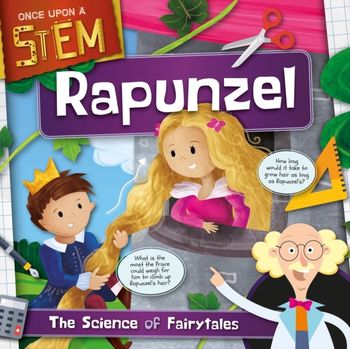 ONCE UPON A
STEM
Rapunzel
How long
would it take to
grow hair as long
as Rapunzel's?
What is the
most the Prince
could weigh for
him to climb up
Rapunzel's hair?
The Science of Fairytales